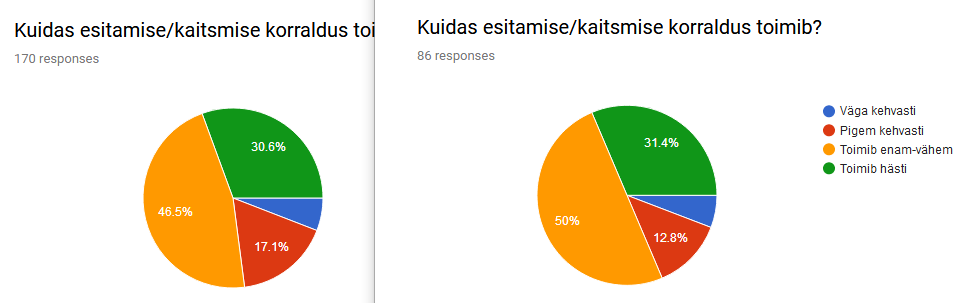 Kuidas esitamise/kaitsmise korraldus toi
170 responses
30.6%
46.5%
17.1%
Kuidas esitamise/kaitsmise korraldus toimib?
86 responses
31.4%
50%
12.8%
Väga kehvasti
Pigem kehvasti
Toimib enam-vähem
Toimib hästi